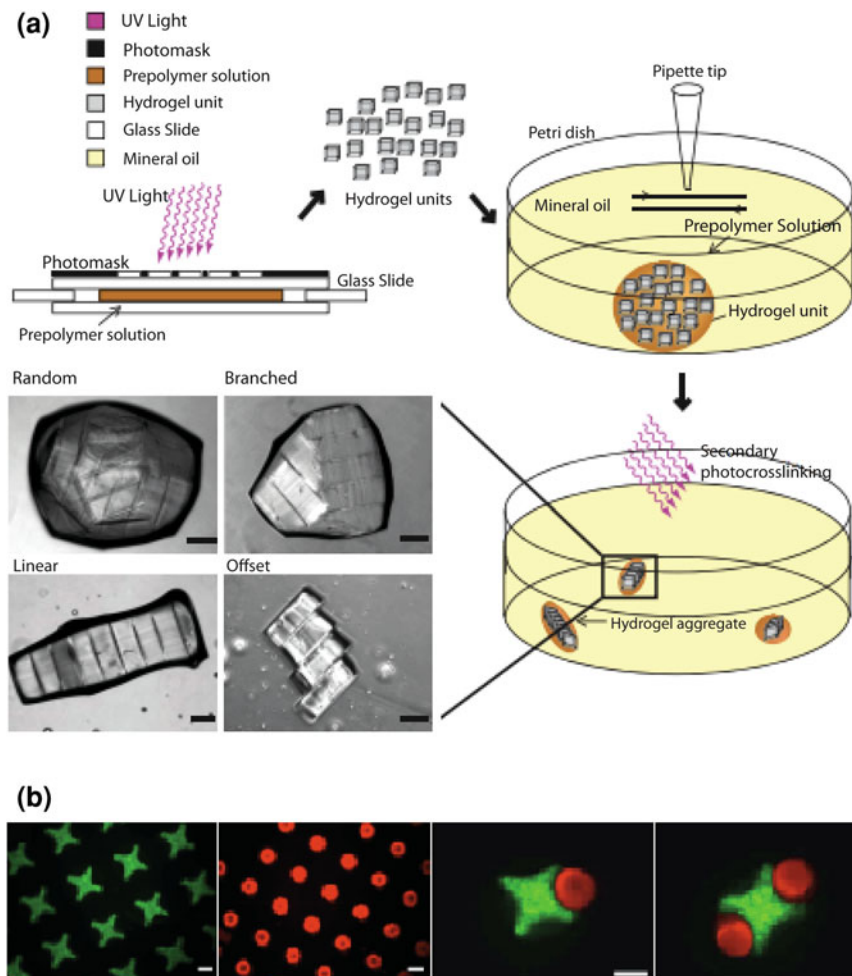 (a)
UV Light
Photomask
Prepolymer solution
Hydrogel unit
Glass Slide
Mineral oil
UV Light
Photomask
Glass Slide
Prepolymer solution
Hydrogel units
Pipette tip
Petri dish
Mineral oil
Prepolymer Solution
Hydrogel unit
Random
Branched
Linear
Offset
Secondary
photocrosslinking
Hydrogel aggregate
(b)